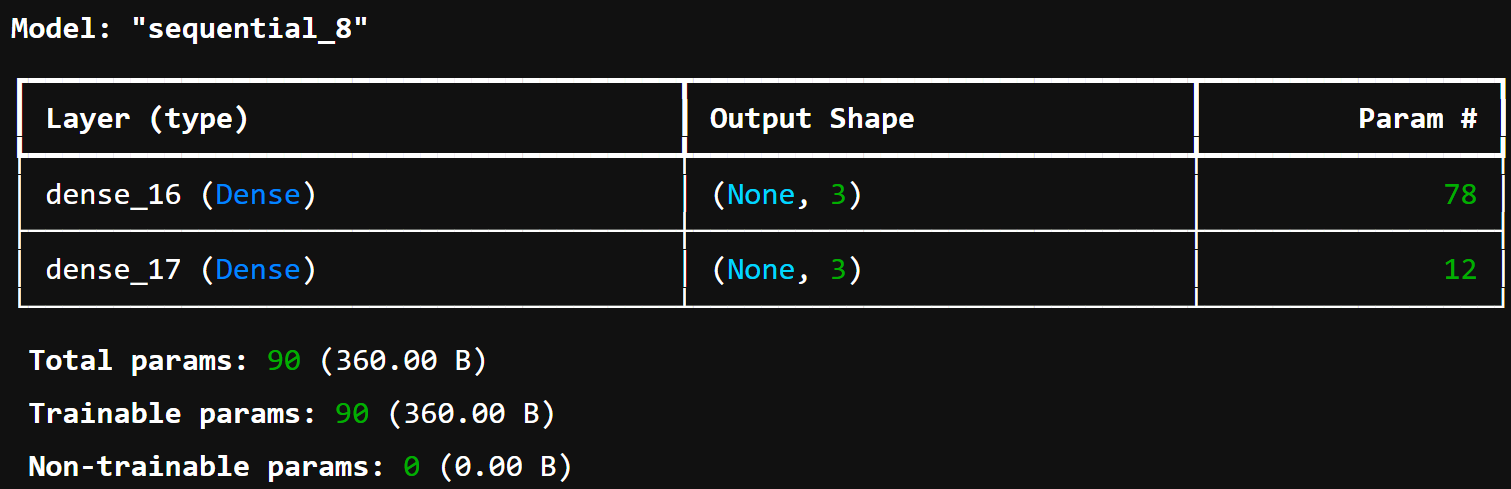 Model: "sequential_8"
Layer (type) Output Shape Param #
dense_16 (Dense) (None, 3) 78
dense_17 (Dense) (None, 3) 12
Total params: 90 (360.00 B)
Trainable params: 90 (360.00 B)
Non-trainable params: 0 (0.00 B)